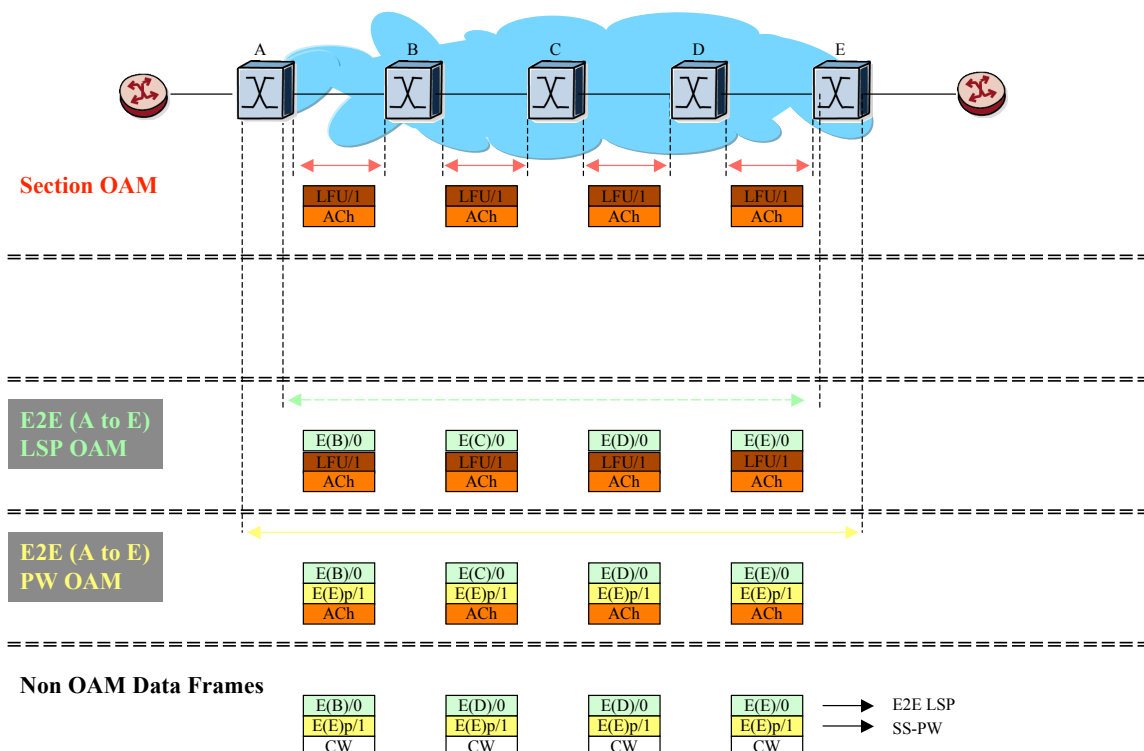 A B C D E
Section OAM
LFU/1 LFU/1 LFU/1 LFU/1
ACh ACh ACh ACh
E2E (A to E)
LSP OAM
E(B)/0 E(C)/0 E(D)/0 E(E)/0
LFU/1 LFU/1 LFU/1 LFU/1
ACh ACh ACh ACh
E2E (A to E)
PW OAM
E(B)/0 E(C)/0 E(D)/0 E(E)/0
E(E)p/1 E(E)p/1 E(E)p/1 E(E)p/1
ACh ACh ACh ACh
Non OAM Data Frames
E(B)/0 E(D)/0 E(D)/0 E(E)/0 E2E LSP
E(E)p/1 E(E)p/1 E(E)p/1 E(E)p/1 SS-PW
CW CW CW CW